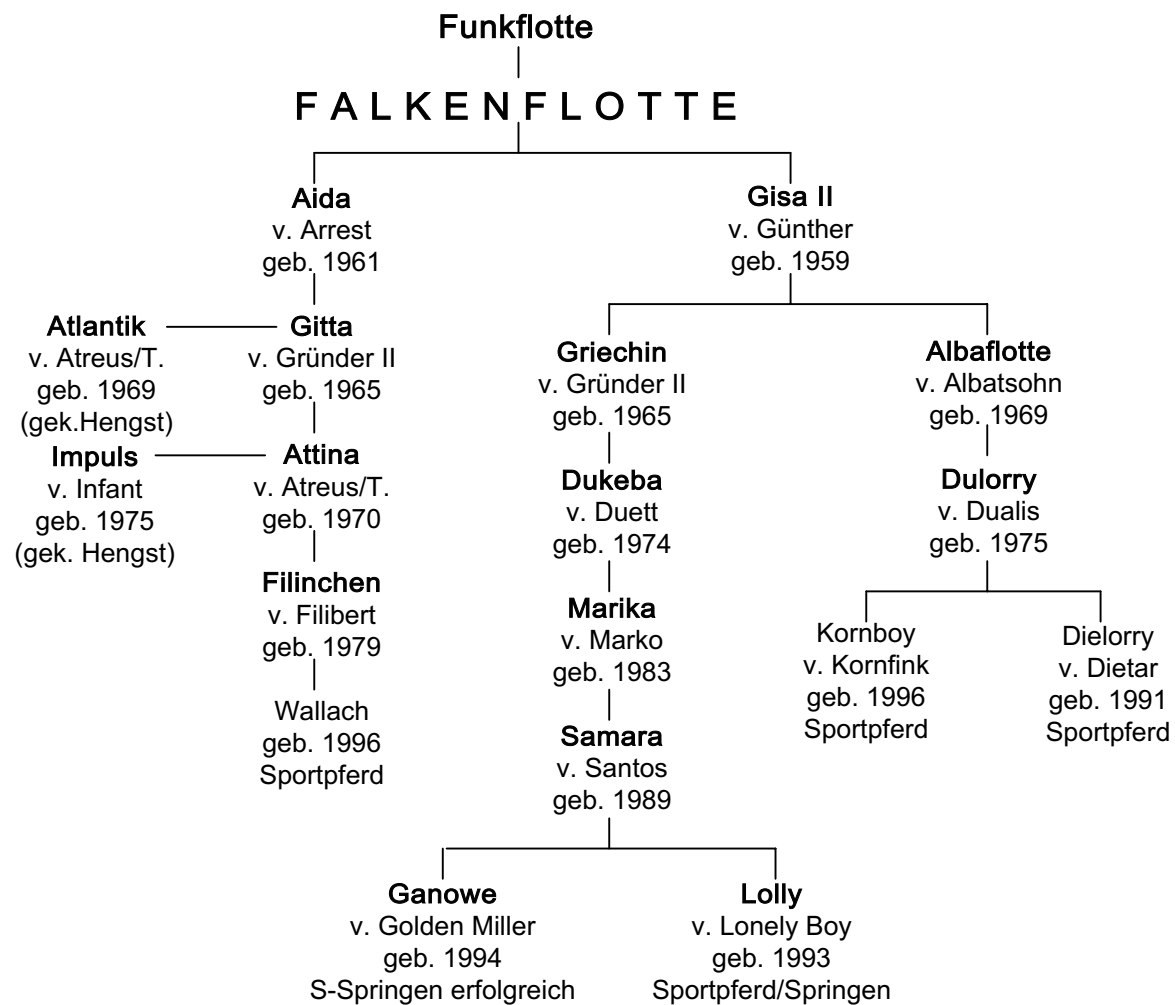 Funkflotte
FALKENFLOTTE
Aida
v. Arrest
geb. 1961
Gisa II
v. Günther
geb. 1959
Atlantik
v. Atreus/T.
geb. 1969
(gek.Hengst)
Gitta
v. Gründer II
geb. 1965
Griechin
v. Gründer II
geb. 1965
Albaflotte
v. Albatsohn
geb. 1969
Impuls
v. Infant
geb. 1975
(gek. Hengst)
Attina
v. Atreus/T.
geb. 1970
Dukeba
v. Duett
geb. 1974
Dulorry
v. Dualis
geb. 1975
Filinchen
v. Filibert
geb. 1979
Marika
v. Marko
geb. 1983
Kornboy
v. Kornfink
geb. 1996
Sportpferd
Dielorry
v. Dietar
geb. 1991
Sportpferd
Wallach
geb. 1996
Sportpferd
Samara
v. Santos
geb. 1989
Ganowe
v. Golden Miller
geb. 1994
S-Springen erfolgreich
Lolly
v. Lonely Boy
geb. 1993
Sportpferd/Springen